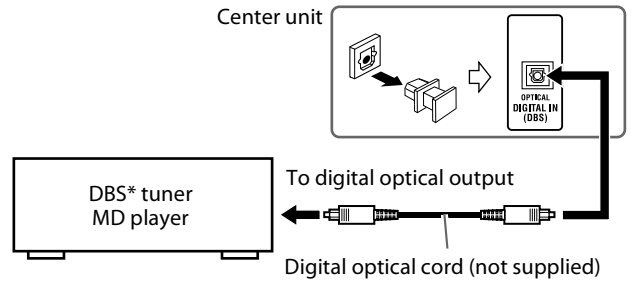 Center unit
OPTICAL
DIGITAL IN
(DBS)
DBS* tuner
MD player
To digital optical output
Digital optical cord (not supplied)